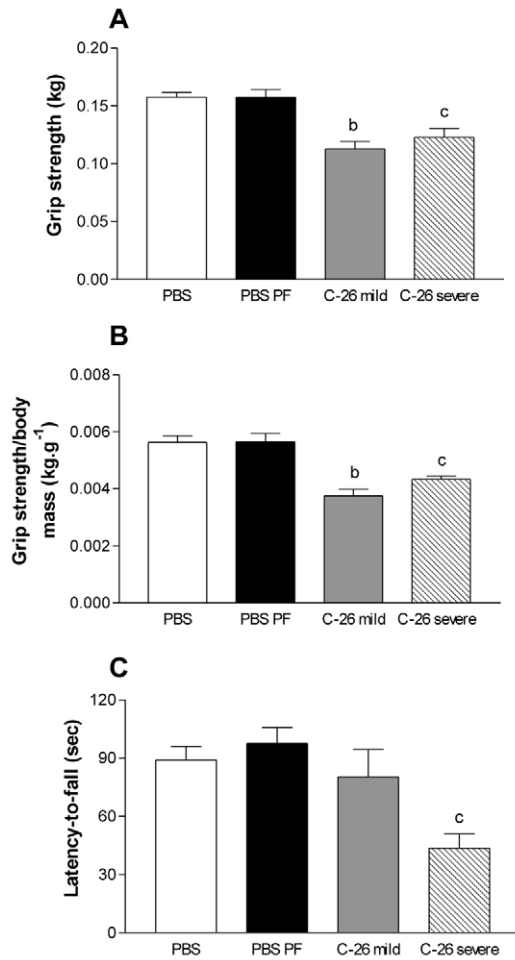 A
Grip strength (kg)
0.20
0.15
0.10
0.05
0.00
b
c
PBS
PBS PF
C-26 mild
C-26 severe
B
Grip strength/body
mass (kg.g⁻¹)
0.008
0.006
0.004
0.002
0.000
b
c
PBS
PBS PF
C-26 mild
C-26 severe
C
Latency-to-fall (sec)
120
90
60
30
0
c
PBS
PBS PF
C-26 mild
C-26 severe